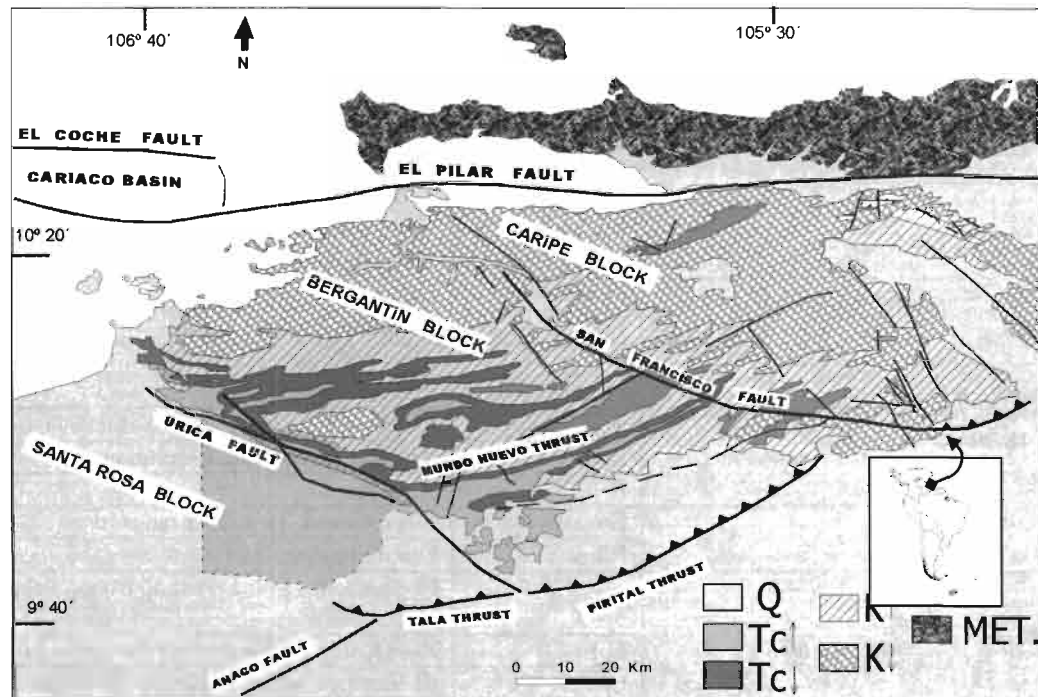 106º 40'
105º 30'
N
EL COCHE FAULT
CARIACO BASIN
EL PILAR FAULT
10º 20'
CARIPE BLOCK
BERGANTIN BLOCK
SAN FRANCISCO FAULT
URICA FAULT
MUNDO NUEVO THRUST
SANTA ROSA BLOCK
9º 40'
PIRITAL THRUST
TALA THRUST
ANACO FAULT
0 10 20 Km
Q
K
Tc↑
MET.
K↓
Tc↓